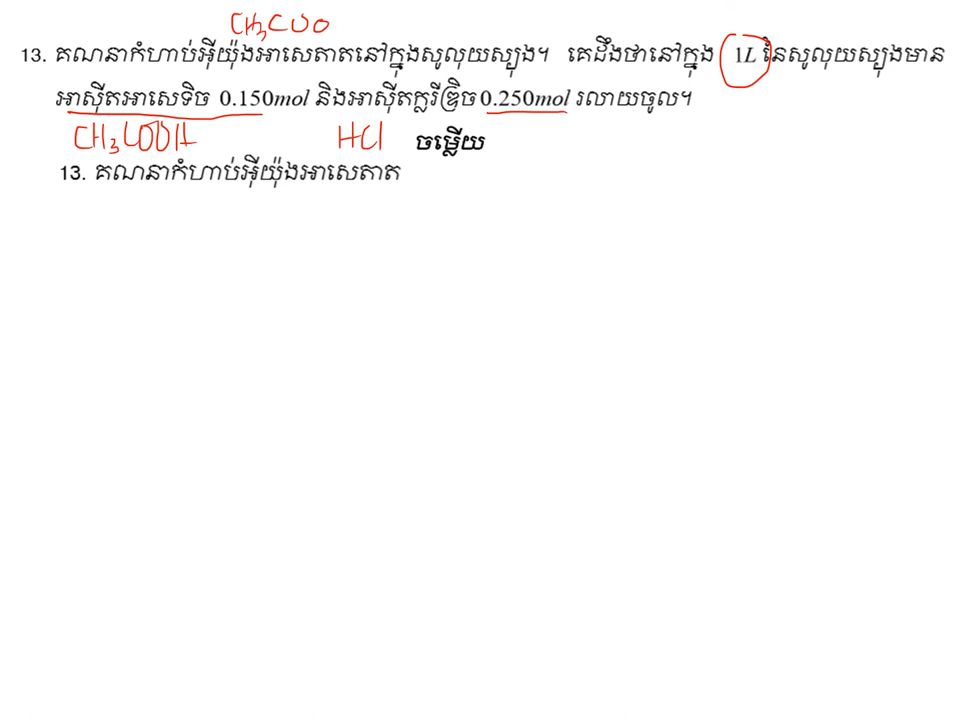 CH₃CUO
13. គណនាកំហាប់អ៊ីយ៉ុងអាសេតាតនៅក្នុងសូលុយស្យុង។ គេដឹងថានៅក្នុង 1L នៃសូលុយស្យុងមាន
អាស៊ីតអាសេទិច 0.150mol និងអាស៊ីតក្លរីឌ្រិច 0.250mol រលាយចូល។
CH₃COOH HCl ចម្លើយ
13. គណនាកំហាប់អ៊ីយ៉ុងអាសេតាត